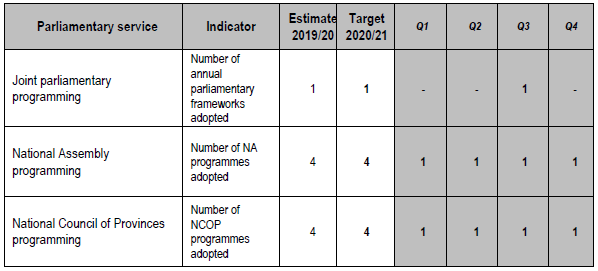 Parliamentary service Indicator Estimate 2019/20 Target 2020/21 Q1 Q2 Q3 Q4
Joint parliamentary programming Number of annual parliamentary frameworks adopted 1 1 - - 1 -
National Assembly programming Number of NA programmes adopted 4 4 1 1 1 1
National Council of Provinces programming Number of NCOP programmes adopted 4 4 1 1 1 1